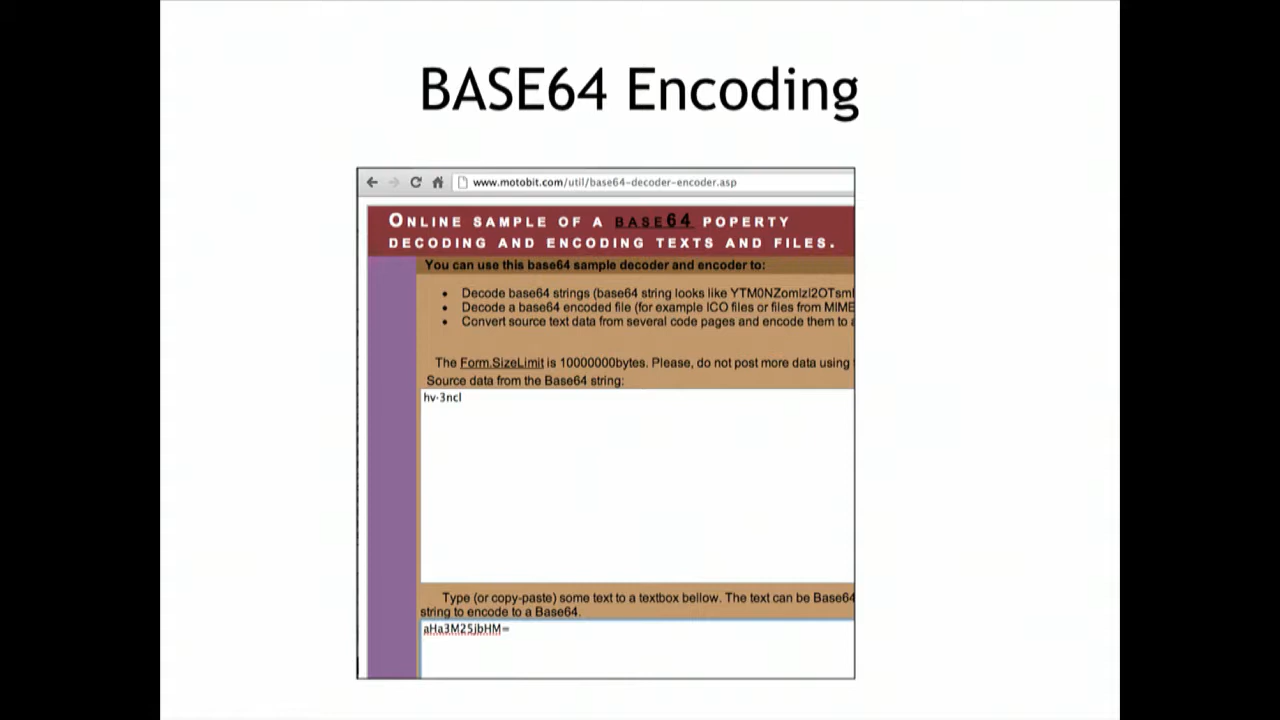 BASE64 Encoding
www.motobit.com/util/base64-decoder-encoder.asp
ONLINE SAMPLE OF A BASE64 POPERTY
DECODING AND ENCODING TEXTS AND FILES.
You can use this base64 sample decoder and encoder to:
• Decode base64 strings (base64 string looks like
• Decode a base64 encoded file (for example ICO files or files from MIME
• Convert source text data from several code pages and encode them to a
The Form.SizeLimit is 10000000bytes. Please, do not post more data using
Source data from the Base64 string:
hv·3ncl
Type (or copy-paste) some text to a textbox bellow. The text can be Base64
string to encode to a Base64.
aHa3M25jbHM=